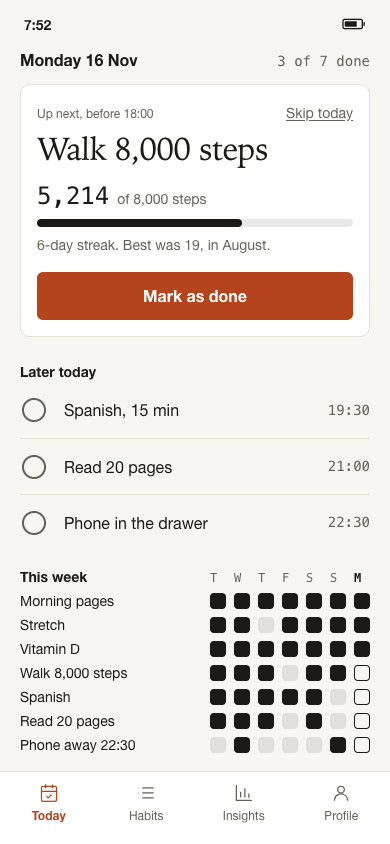 7:52
Monday 16 Nov 3 of 7 done
Up next, before 18:00 Skip today
Walk 8,000 steps
5,214 of 8,000 steps
6-day streak. Best was 19, in August.
Mark as done
Later today
Spanish, 15 min 19:30
Read 20 pages 21:00
Phone in the drawer 22:30
This week T W T F S S M
Morning pages
Stretch
Vitamin D
Walk 8,000 steps
Spanish
Read 20 pages
Phone away 22:30
Today Habits Insights Profile